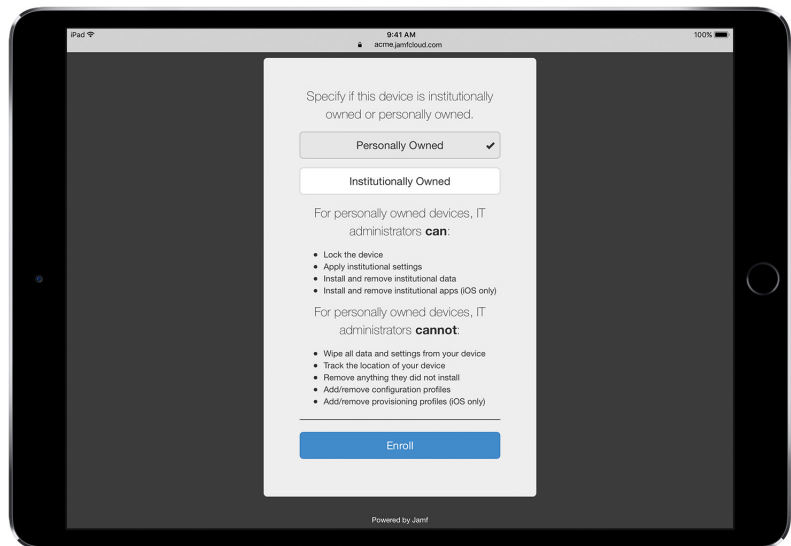 iPad
9:41 AM
100%
acme.jamfcloud.com
Specify if this device is institutionally
owned or personally owned.
Personally Owned
Institutionally Owned
For personally owned devices, IT
administrators can:
• Lock the device
• Apply institutional settings
• Install and remove institutional data
• Install and remove institutional apps (iOS only)
For personally owned devices, IT
administrators cannot:
• Wipe all data and settings from your device
• Track the location of your device
• Remove anything they did not install
• Add/remove configuration profiles
• Add/remove provisioning profiles (iOS only)
Enroll
Powered by Jamf